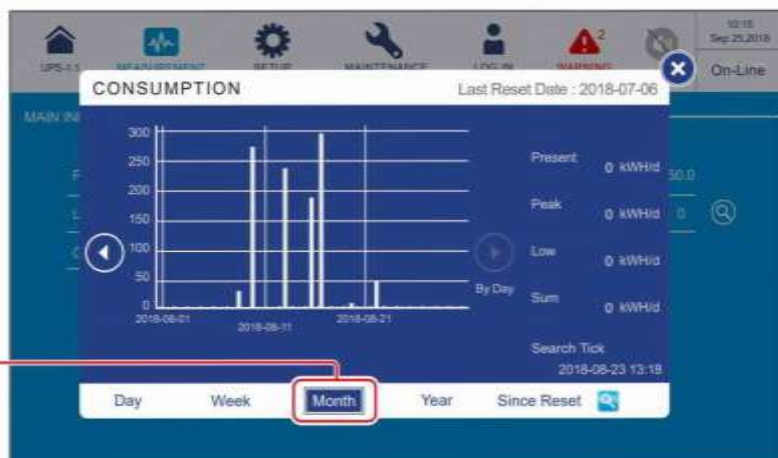 10:15
Sep 25,2018
UPS-1.1 MEASUREMENT SETUP MAINTENANCE LOG IN WARNING 2 On-Line
CONSUMPTION Last Reset Date : 2018-07-06
MAIN IN
300
250
200
150
100
50
0
2018-08-01 2018-08-11 2018-08-21
By Day
Present 0 kWH/d
Peak 0 kWH/d
Low 0 kWH/d
Sum 0 kWH/d
Search Tick
2018-08-23 13:18
50.0
0
Day Week Month Year Since Reset